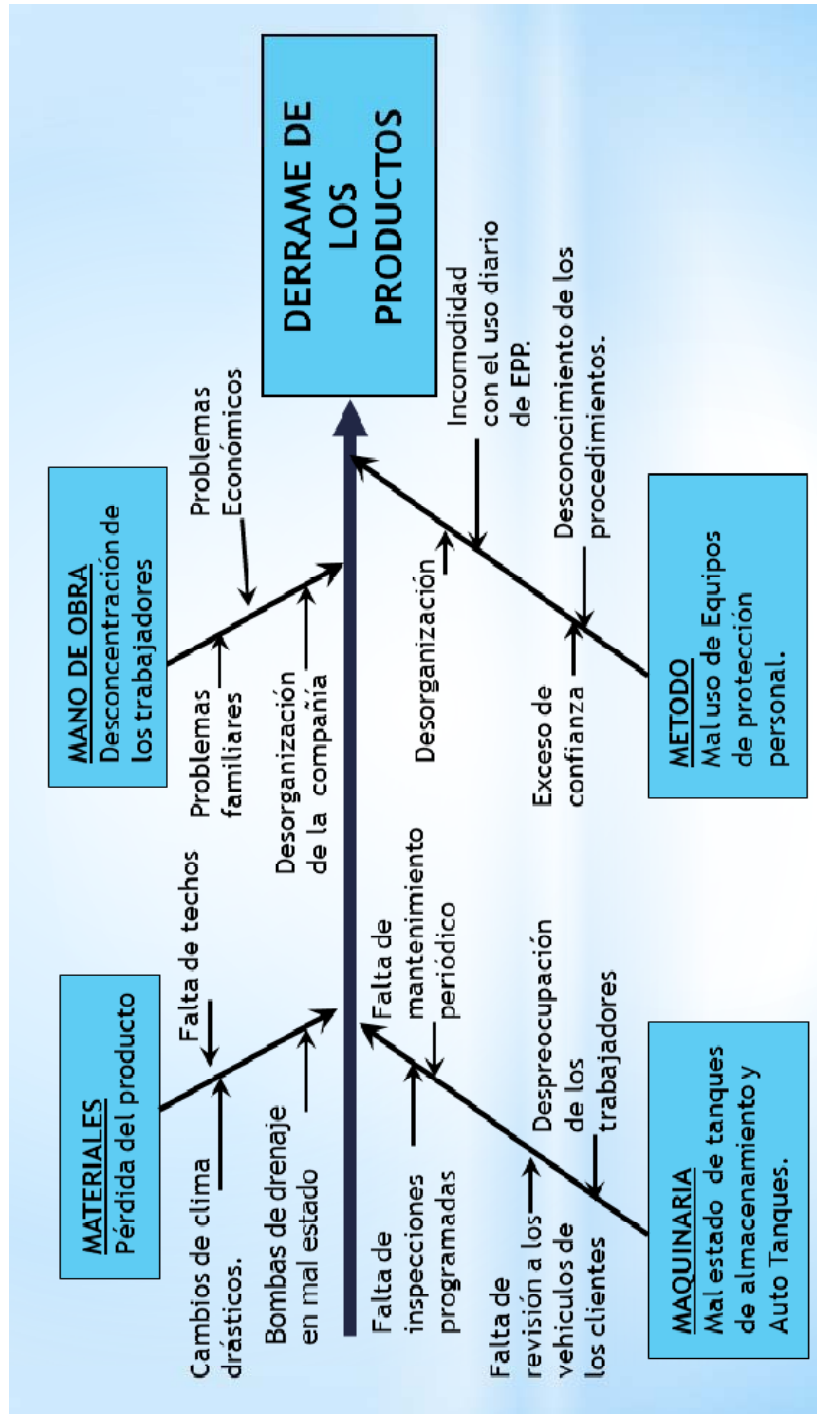 MATERIALES
Pérdida del producto
Falta de techos
Cambios de clima
drásticos.
Bombas de drenaje
en mal estado
MANO DE OBRA
Desconcentración de
los trabajadores
Problemas
Económicos
Problemas
familiares
Desorganización
de la compañía
DERRAME DE
LOS
PRODUCTOS
Falta de
inspecciones
programadas
Falta de
mantenimiento
periódico
Falta de
revisión a los
vehículos de
los clientes
Despreocupación
de los
trabajadores
MAQUINARIA
Mal estado de tanques
de almacenamiento y
Auto Tanques.
Desorganización
Incomodidad
con el uso diario
de EPP.
Exceso de
confianza
Desconocimiento de los
procedimientos.
METODO
Mal uso de Equipos
de protección
personal.